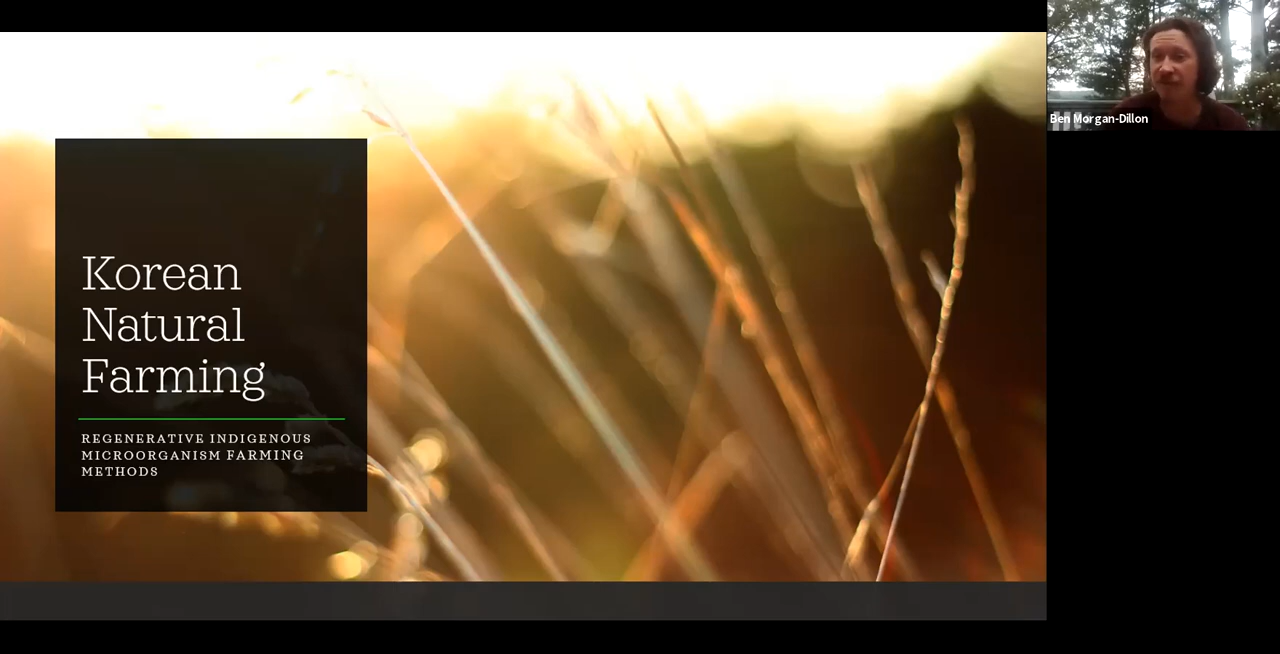 Korean
Natural
Farming
REGENERATIVE INDIGENOUS
MICROORGANISM FARMING
METHODS
Ben Morgan-Dillon